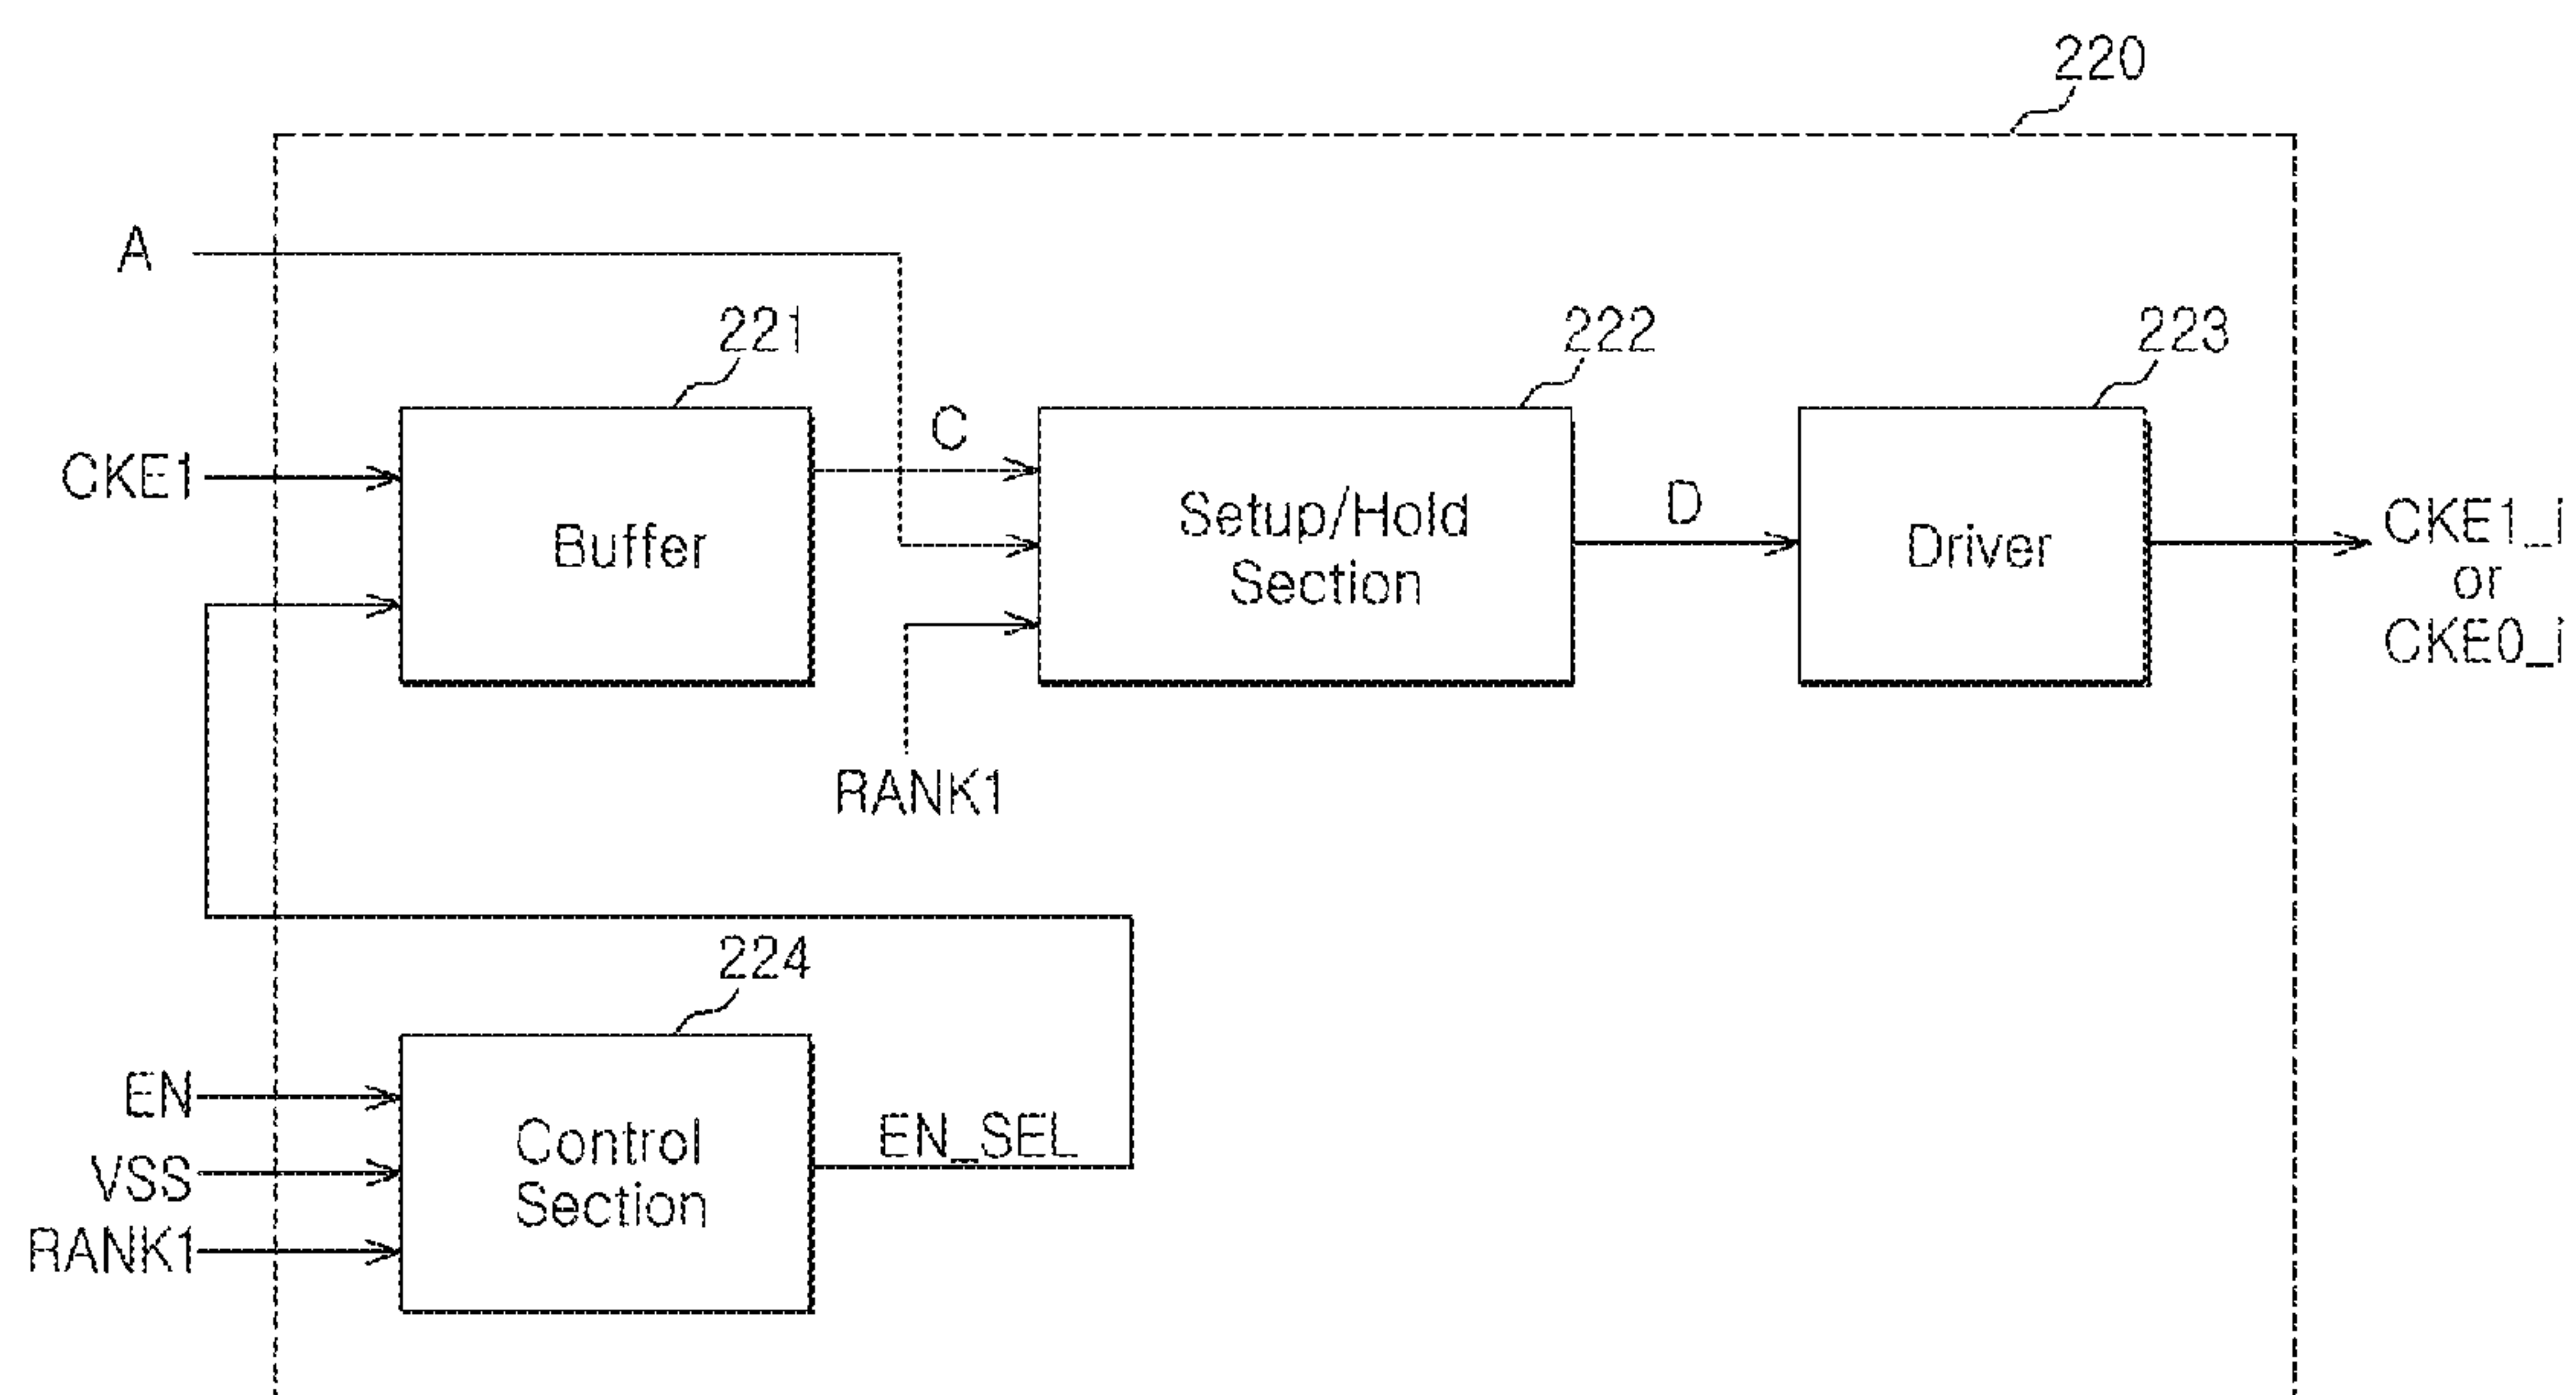 220
A
221
222
223
C
CKE1
Buffer
Setup/Hold
Section
D
Driver
CKE1_i
or
CKE0_i
RANK1
224
EN
VSS
RANK1
Control
Section
EN_SEL